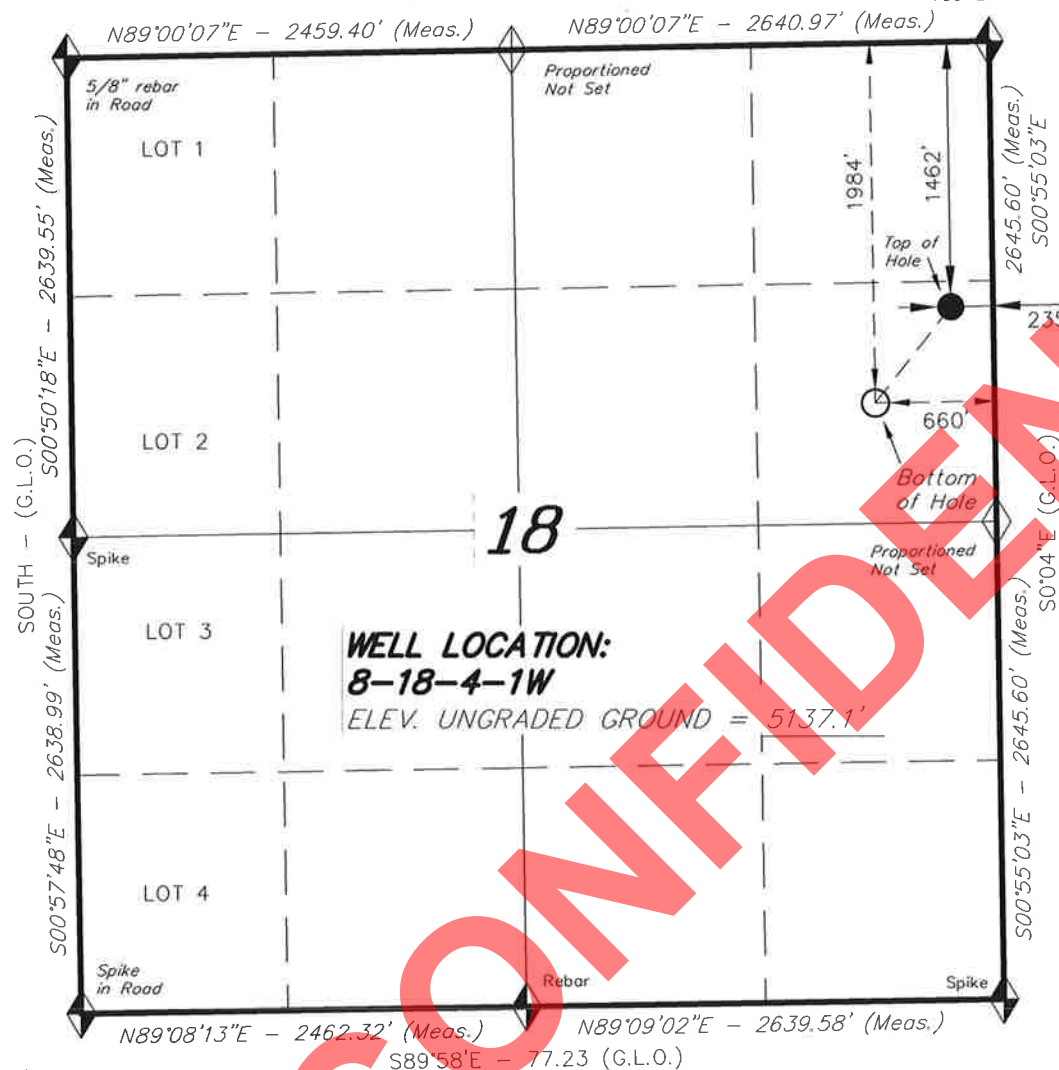 N89°00'07"E - 2459.40' (Meas.)
N89°00'07"E - 2640.97' (Meas.)
5/8" rebar
in Road
Proportioned
Not Set
LOT 1
1984'
1462'
S00°50'18"E - 2639.55' (Meas.)
2645.60' (Meas.)
S00°55'03"E
Top of
Hole
LOT 2
660'
Bottom
of Hole
SOUTH - (G.L.O.)
S0°04'E (G.L.O.)
18
Spike
Proportioned
Not Set
LOT 3
WELL LOCATION:
8-18-4-1W
ELEV. UNGRADED GROUND = 5137.1'
S00°57'48"E - 2638.99' (Meas.)
S00°55'03"E - 2645.60' (Meas.)
LOT 4
Spike
in Road
Rebar
Spike
N89°08'13"E - 2462.32' (Meas.)
N89°09'02"E - 2639.58' (Meas.)
S89°58'E - 77.23 (G.L.O.)
CONFIDEN